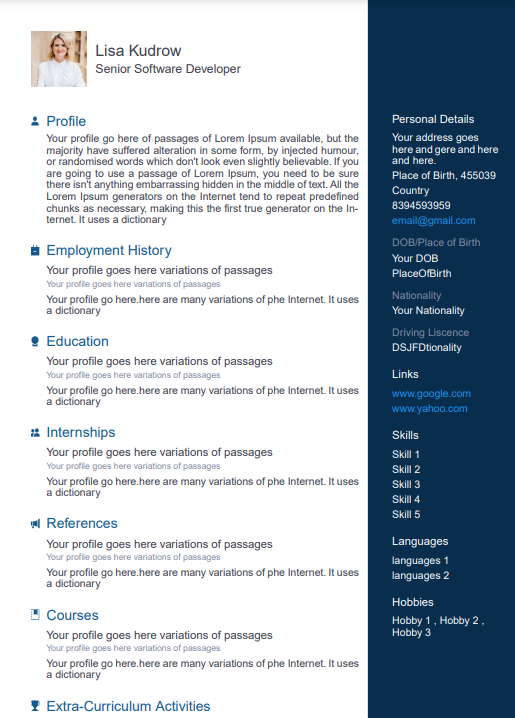 Lisa Kudrow
Senior Software Developer
Profile
Your profile go here of passages of Lorem Ipsum available, but the
majority have suffered alteration in some form, by injected humour,
or randomised words which don't look even slightly believable. If you
are going to use a passage of Lorem Ipsum, you need to be sure
there isn't anything embarrassing hidden in the middle of text. All the
Lorem Ipsum generators on the Internet tend to repeat predefined
chunks as necessary, making this the first true generator on the In-
ternet. It uses a dictionary
Employment History
Your profile goes here variations of passages
Your profile goes here variations of passages
Your profile go here.here are many variations of phe Internet. It uses
a dictionary
Education
Your profile goes here variations of passages
Your profile goes here variations of passages
Your profile go here.here are many variations of phe Internet. It uses
a dictionary
Internships
Your profile goes here variations of passages
Your profile goes here variations of passages
Your profile go here.here are many variations of phe Internet. It uses
a dictionary
References
Your profile goes here variations of passages
Your profile goes here variations of passages
Your profile go here.here are many variations of phe Internet. It uses
a dictionary
Courses
Your profile goes here variations of passages
Your profile goes here variations of passages
Your profile go here.here are many variations of phe Internet. It uses
a dictionary
Extra-Curriculum Activities
Personal Details
Your address goes
here and gere and here
and here.
Place of Birth, 455039
Country
8394593959
email@gmail.com
DOB/Place of Birth
Your DOB
PlaceOfBirth
Nationality
Your Nationality
Driving Liscence
DSJFDtionality
Links
www.google.com
www.yahoo.com
Skills
Skill 1
Skill 2
Skill 3
Skill 4
Skill 5
Languages
languages 1
languages 2
Hobbies
Hobby 1 , Hobby 2 ,
Hobby 3